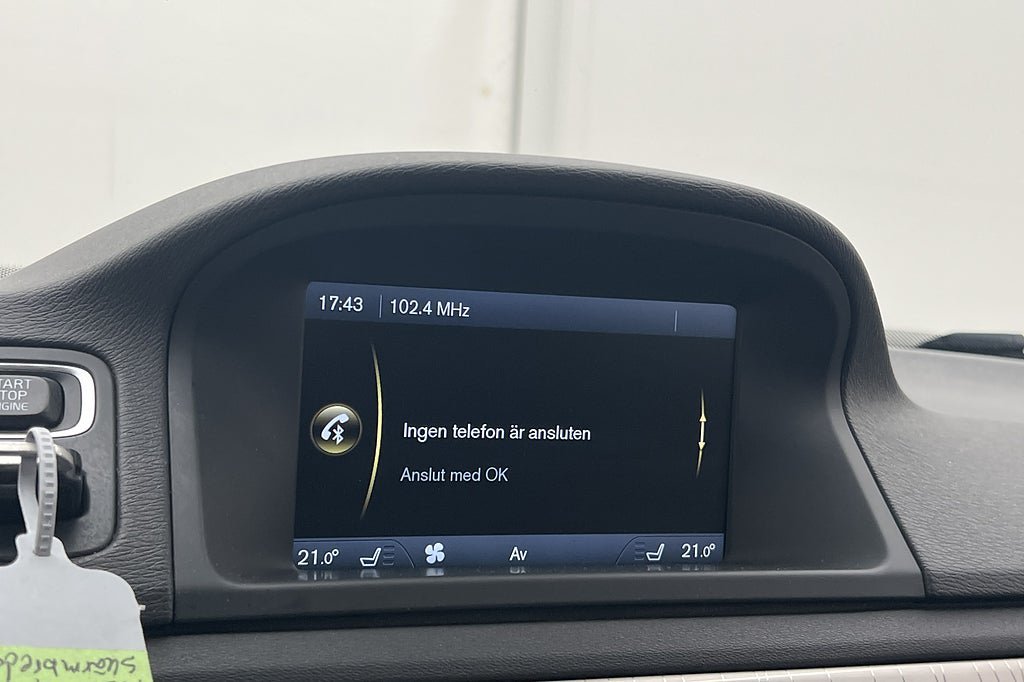 17:43 102.4 MHz
START
STOP
ENGINE
Ingen telefon är ansluten
Anslut med OK
21.0° Av 21.0°